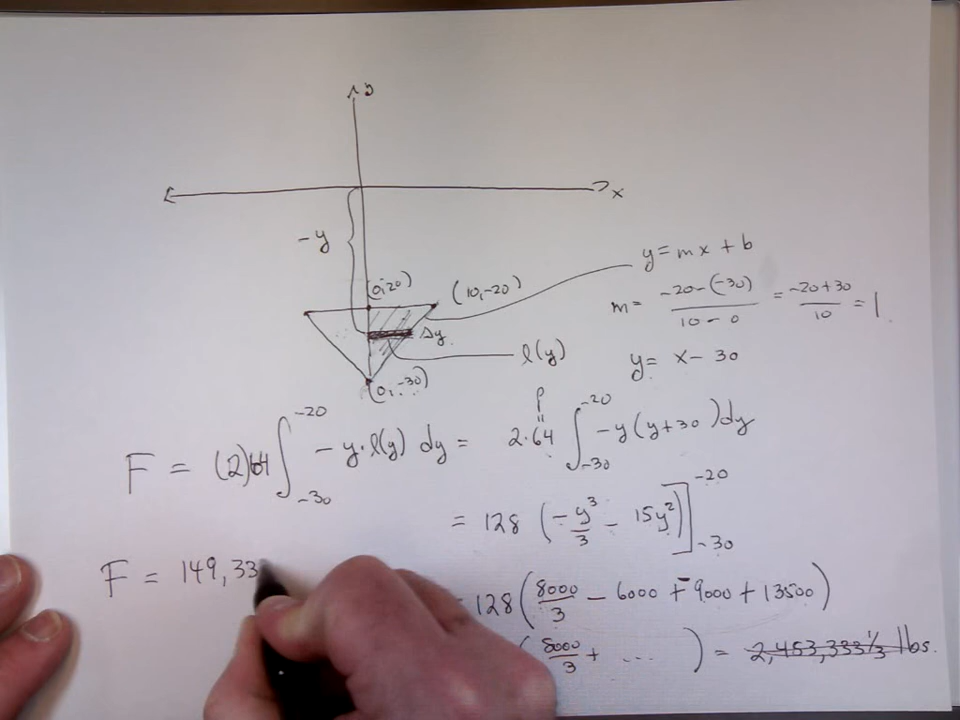 y
x
-y
y = mx + b
(0,-20)
(10,-20)
m = -20-(-30) / 10-0 = -20+30 / 10 = 1
Δy
l(y)
y = x - 30
(0,-30)
F = (2)64 ∫_{-30}^{-20} -y·l(y) dy = 2·64 ∫_{-30}^{-20} -y(y+30)dy
ρ
=
= 128 (-y³/3 - 15y²)]_{-30}^{-20}
F = 149,33
= 128(8000/3 - 6000 - 9000 + 13500)
(8000/3 + ... ) = 2,453,333 1/3 lbs.